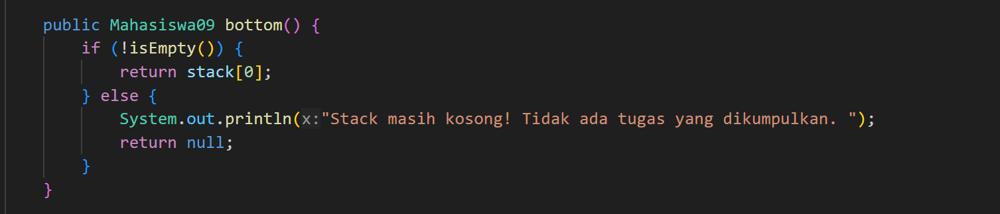 public Mahasiswa09 bottom() {
if (!isEmpty()) {
return stack[0];
} else {
System.out.println(x:"Stack masih kosong! Tidak ada tugas yang dikumpulkan. ");
return null;
}
}